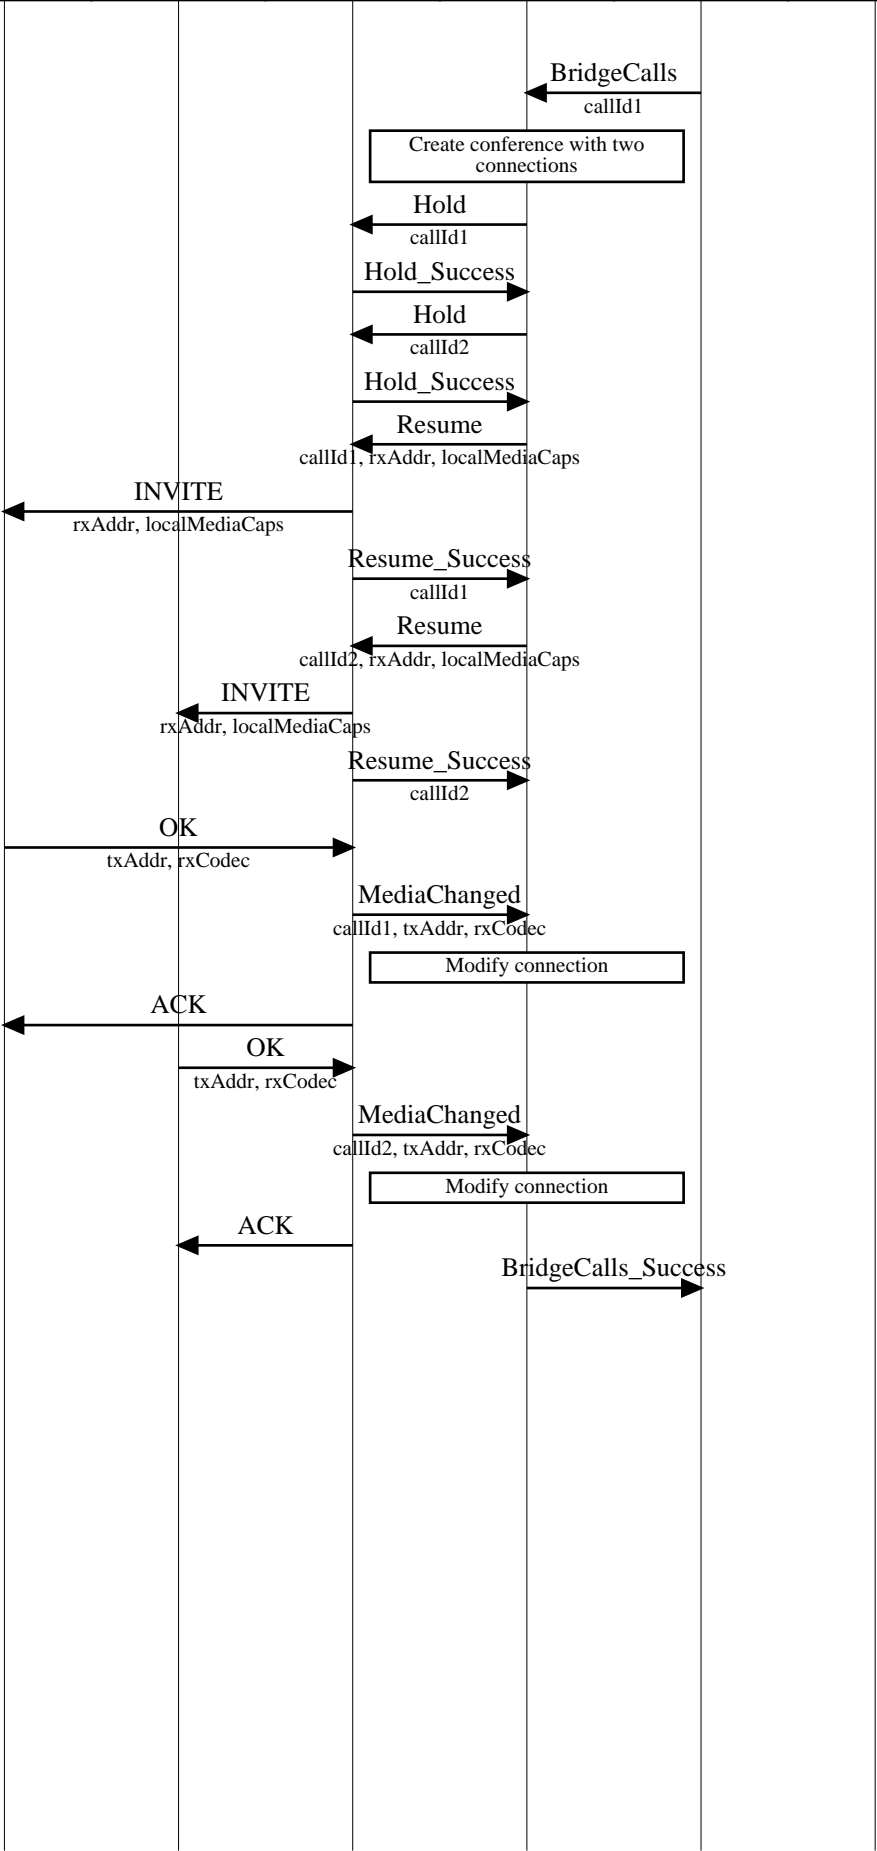 BridgeCalls
callId1
Create conference with two
connections
Hold
callId1
Hold_Success
Hold
callId2
Hold_Success
Resume
callId1, rxAddr, localMediaCaps
INVITE
rxAddr, localMediaCaps
Resume_Success
callId1
Resume
callId2, rxAddr, localMediaCaps
INVITE
rxAddr, localMediaCaps
Resume_Success
callId2
OK
txAddr, rxCodec
MediaChanged
callId1, txAddr, rxCodec
Modify connection
ACK
OK
txAddr, rxCodec
MediaChanged
callId2, txAddr, rxCodec
Modify connection
ACK
BridgeCalls_Success